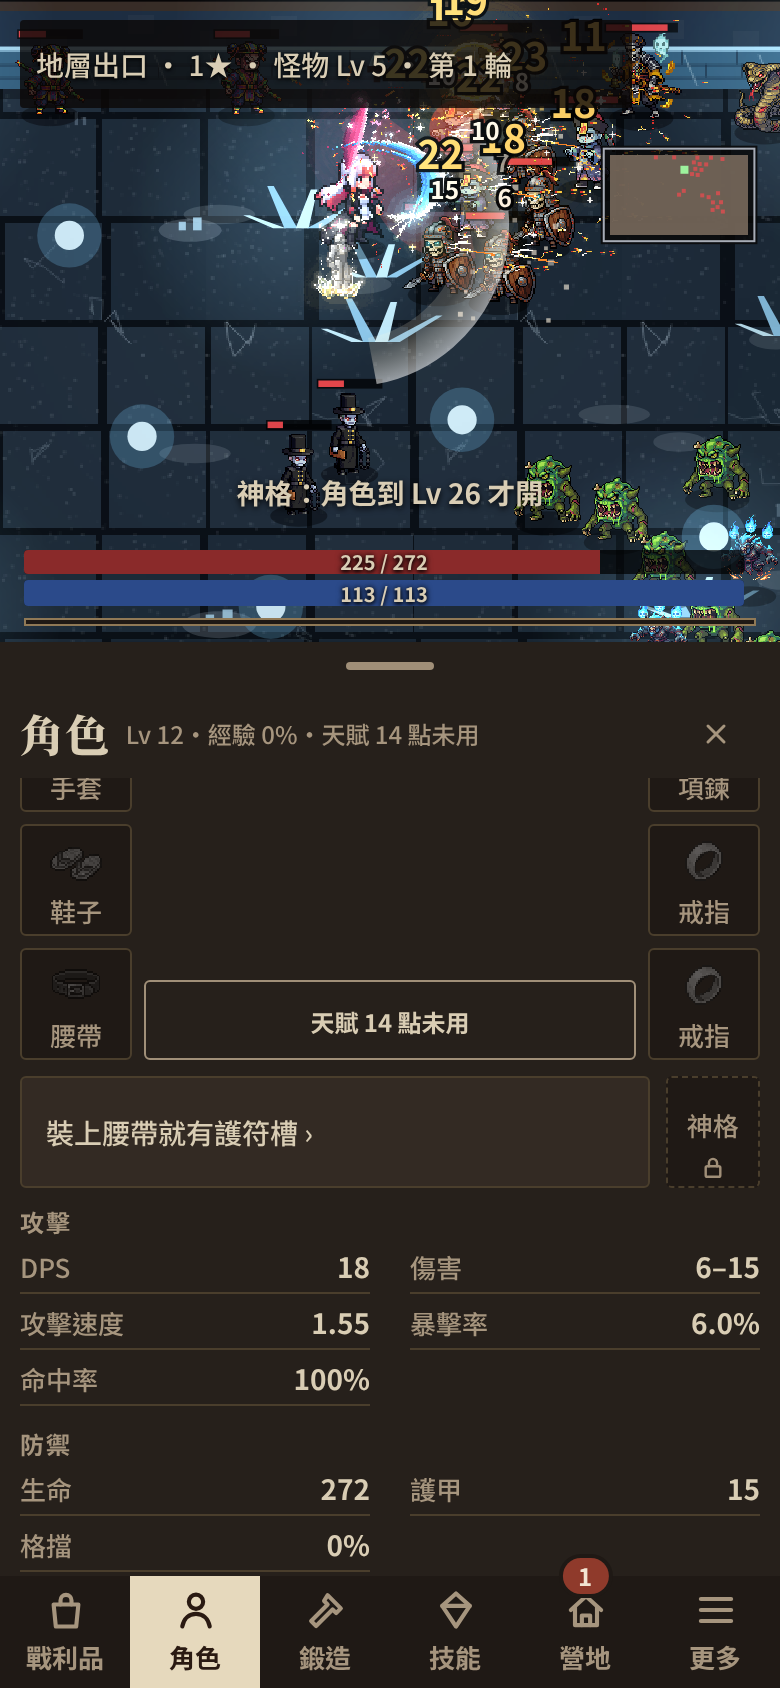 19
11
23
22
22
8
地層出口 • 1★ • 怪物 Lv 5 • 第 1 輪
18
10
18
22
7
15
6
神格：角色到 Lv 26 才開
225 / 272
113 / 113
角色 Lv 12・經驗 0%・天賦 14 點未用
手套 項鍊
鞋子 戒指
腰帶 天賦 14 點未用 戒指
裝上腰帶就有護符槽 › 神格
攻擊
DPS 18 傷害 6–15
攻擊速度 1.55 暴擊率 6.0%
命中率 100%
防禦
生命 272 護甲 15
格擋 0%
1
戰利品 角色 鍛造 技能 營地 更多